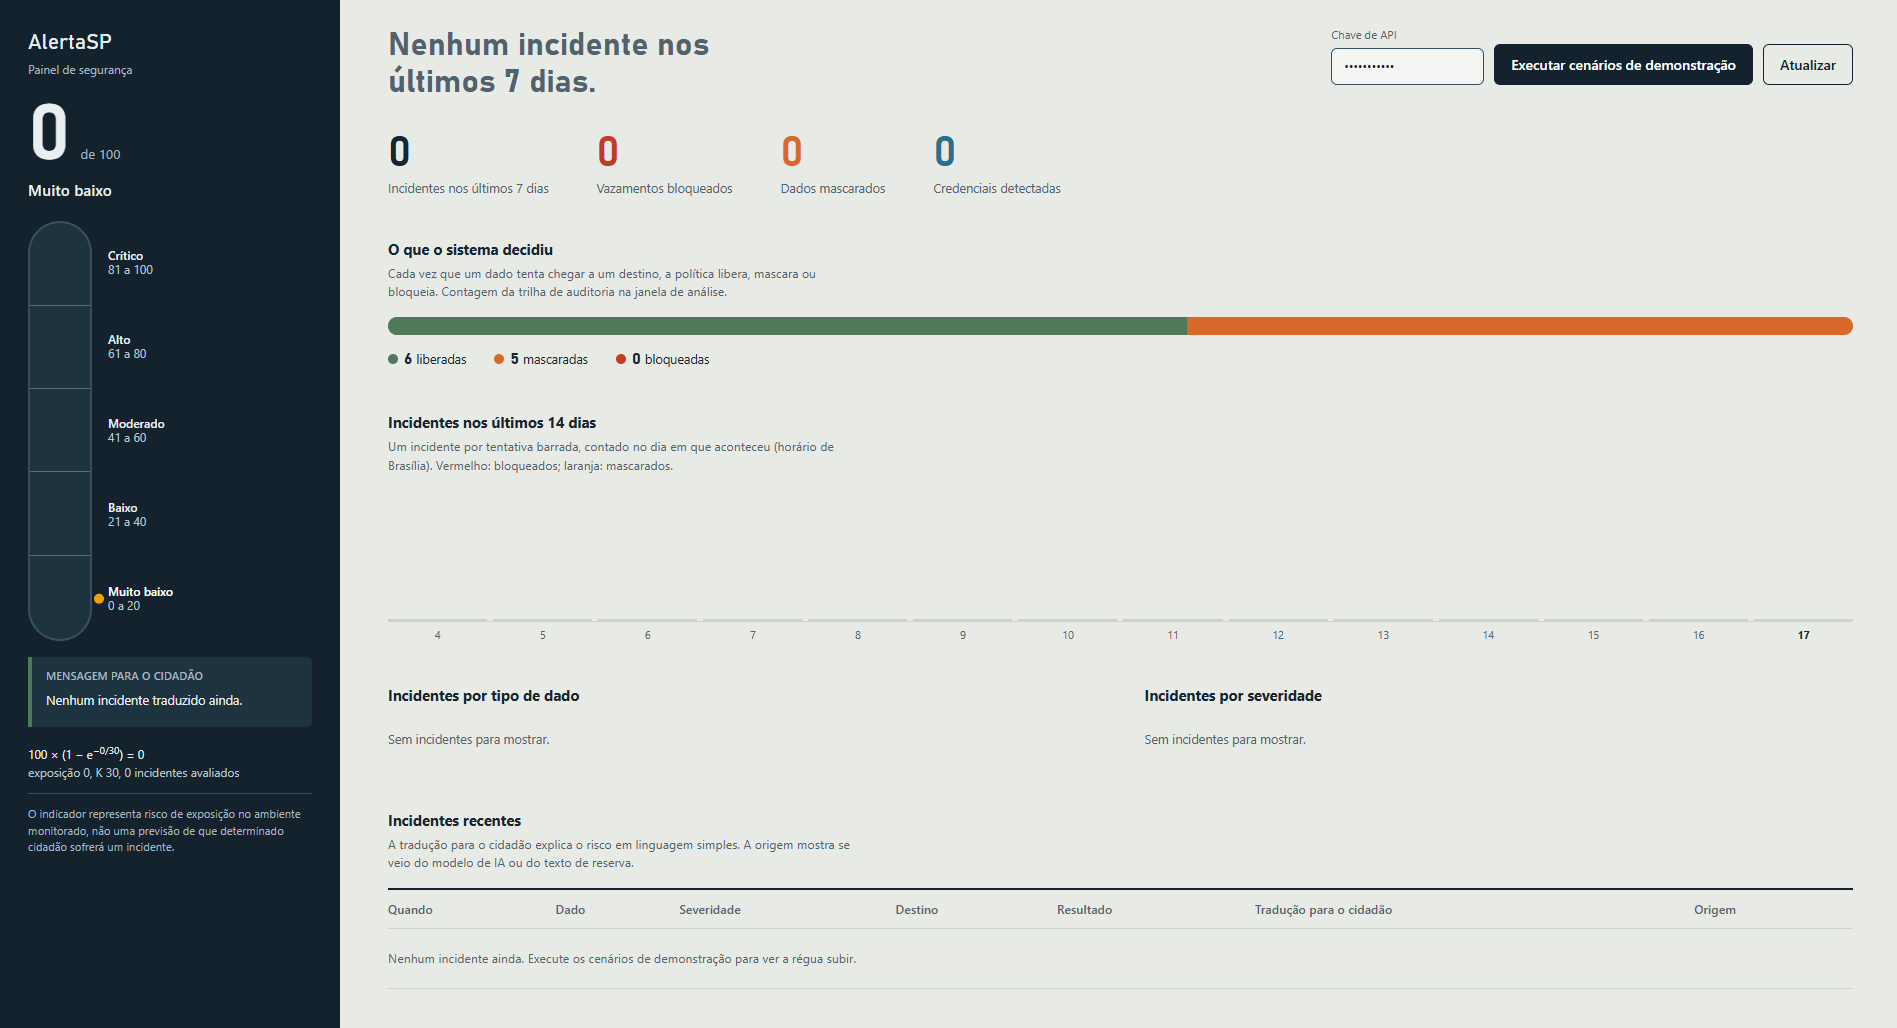 AlertaSP
Painel de segurança
0 de 100
Muito baixo
Crítico
81 a 100
Alto
61 a 80
Moderado
41 a 60
Baixo
21 a 40
Muito baixo
0 a 20
MENSAGEM PARA O CIDADÃO
Nenhum incidente traduzido ainda.
100 × (1 − e−0/30) = 0
exposição 0, K 30, 0 incidentes avaliados
O indicador representa risco de exposição no ambiente
monitorado, não uma previsão de que determinado
cidadão sofrerá um incidente.
Nenhum incidente nos
últimos 7 dias.
Chave de API
•••••••••••
Executar cenários de demonstração
Atualizar
0
Incidentes nos últimos 7 dias
0
Vazamentos bloqueados
0
Dados mascarados
0
Credenciais detectadas
O que o sistema decidiu
Cada vez que um dado tenta chegar a um destino, a política libera, mascara ou
bloqueia. Contagem da trilha de auditoria na janela de análise.
6 liberadas 5 mascaradas 0 bloqueadas
Incidentes nos últimos 14 dias
Um incidente por tentativa barrada, contado no dia em que aconteceu (horário de
Brasília). Vermelho: bloqueados; laranja: mascarados.
4 5 6 7 8 9 10 11 12 13 14 15 16 17
Incidentes por tipo de dado
Sem incidentes para mostrar.
Incidentes por severidade
Sem incidentes para mostrar.
Incidentes recentes
A tradução para o cidadão explica o risco em linguagem simples. A origem mostra se
veio do modelo de IA ou do texto de reserva.
Quando Dado Severidade Destino Resultado Tradução para o cidadão Origem
Nenhum incidente ainda. Execute os cenários de demonstração para ver a régua subir.